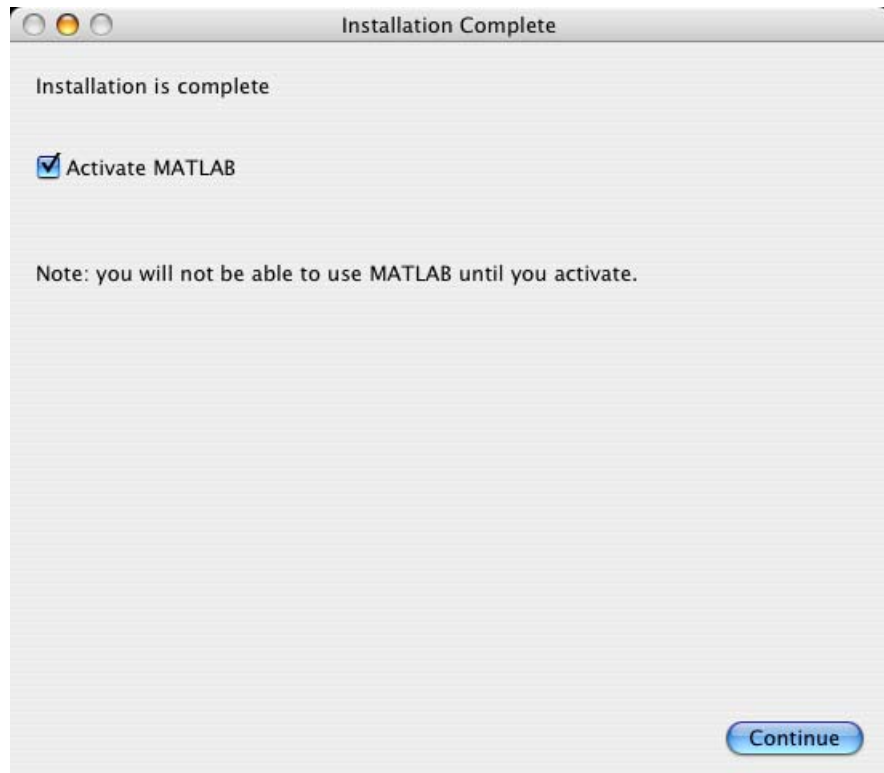 Installation Complete
Installation is complete
Activate MATLAB
Note: you will not be able to use MATLAB until you activate.
Continue